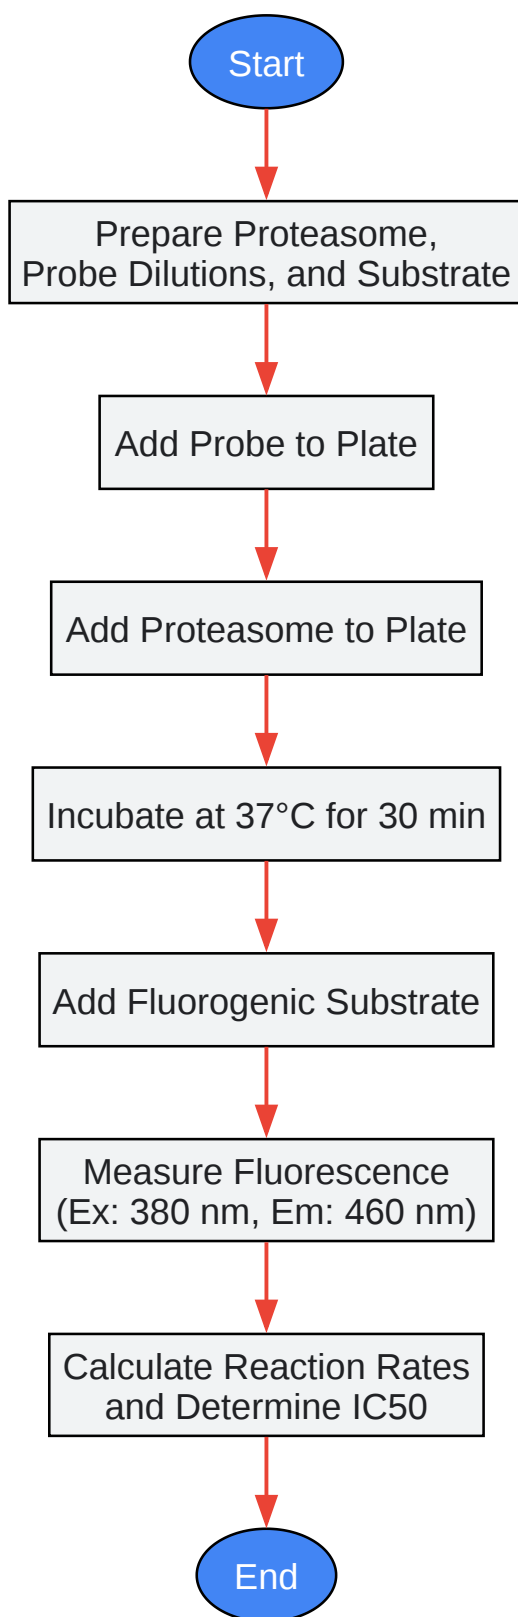 Start
Prepare Proteasome,
Probe Dilutions, and Substrate
Add Probe to Plate
Add Proteasome to Plate
Incubate at 37°C for 30 min
Add Fluorogenic Substrate
Measure Fluorescence
(Ex: 380 nm, Em: 460 nm)
Calculate Reaction Rates
and Determine IC50
End